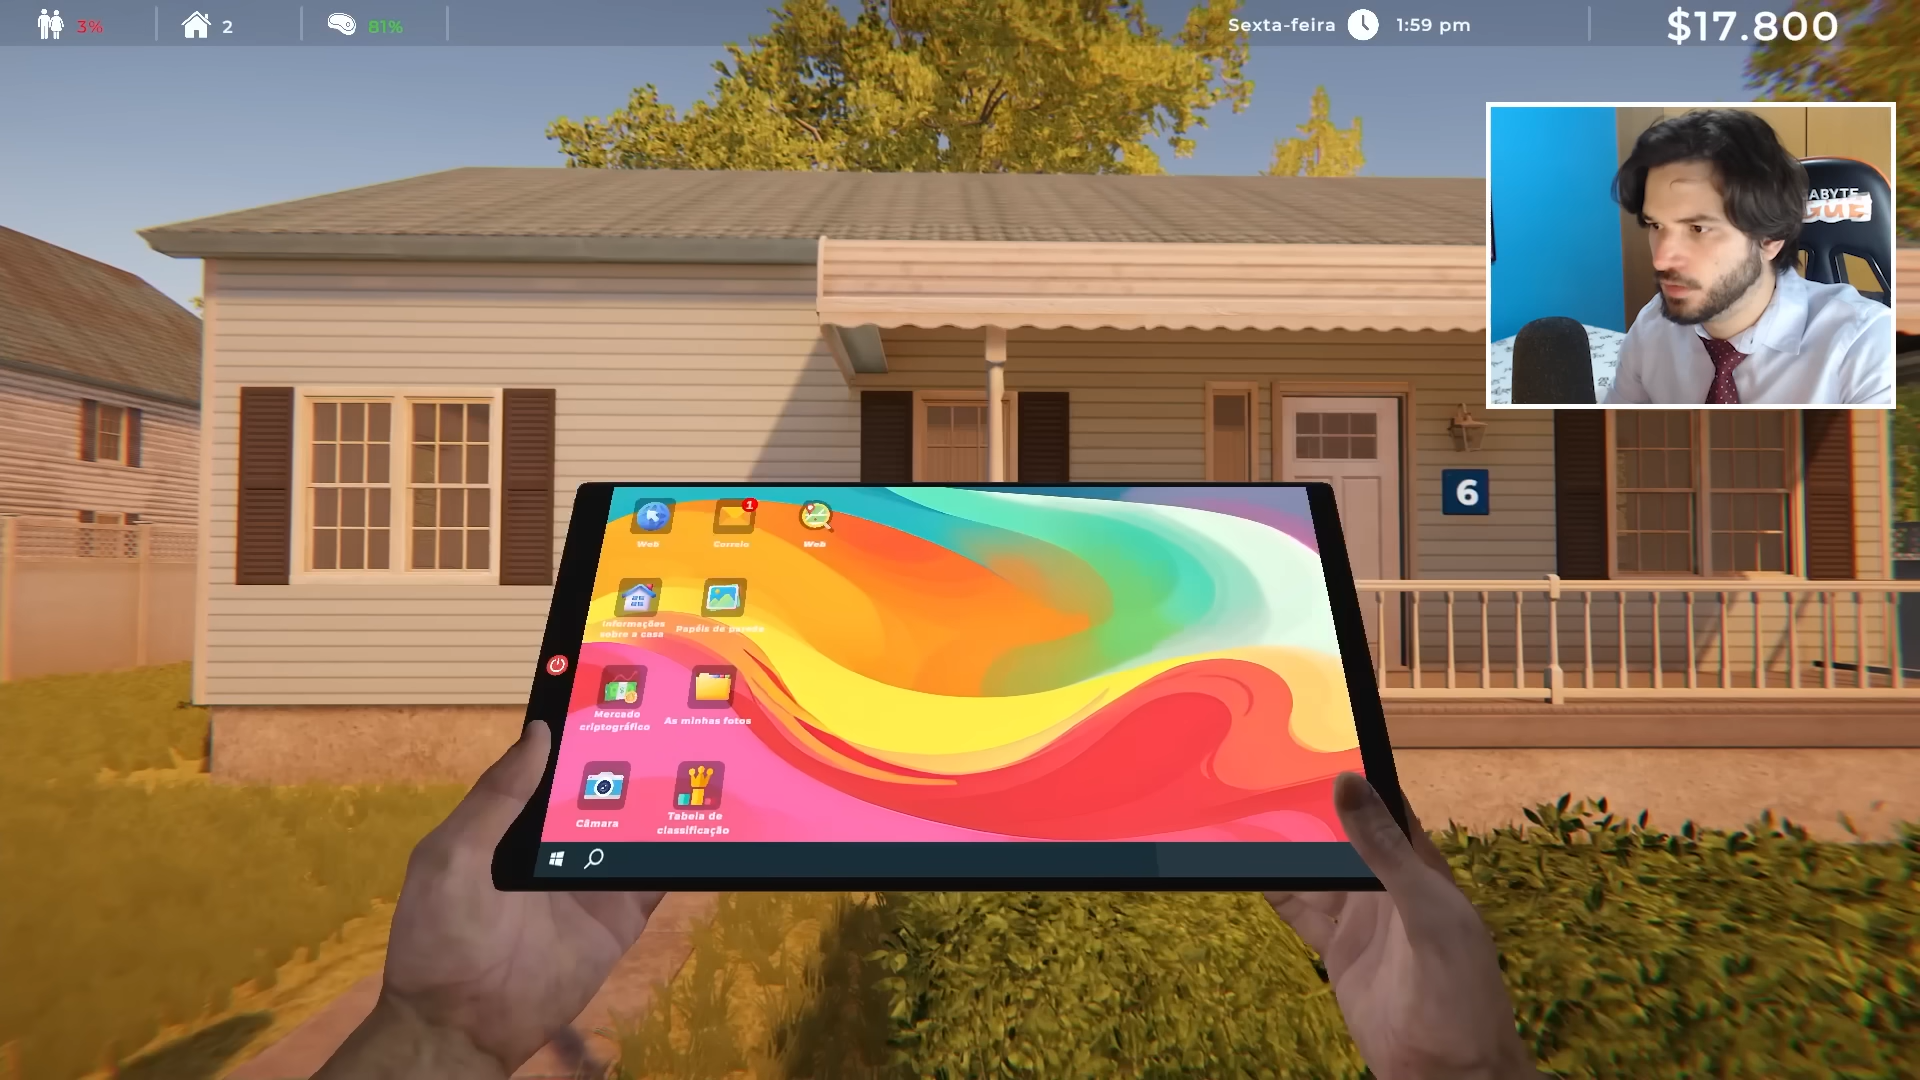 3%
2
81%
Sexta-feira
1:59 pm
$17.800
ABYTE
6
1
Web
Correio
Web
Informações
sobre a casa
Papéis de parede
Mercado
criptográfico
As minhas fotos
Câmara
Tabela de
classificação